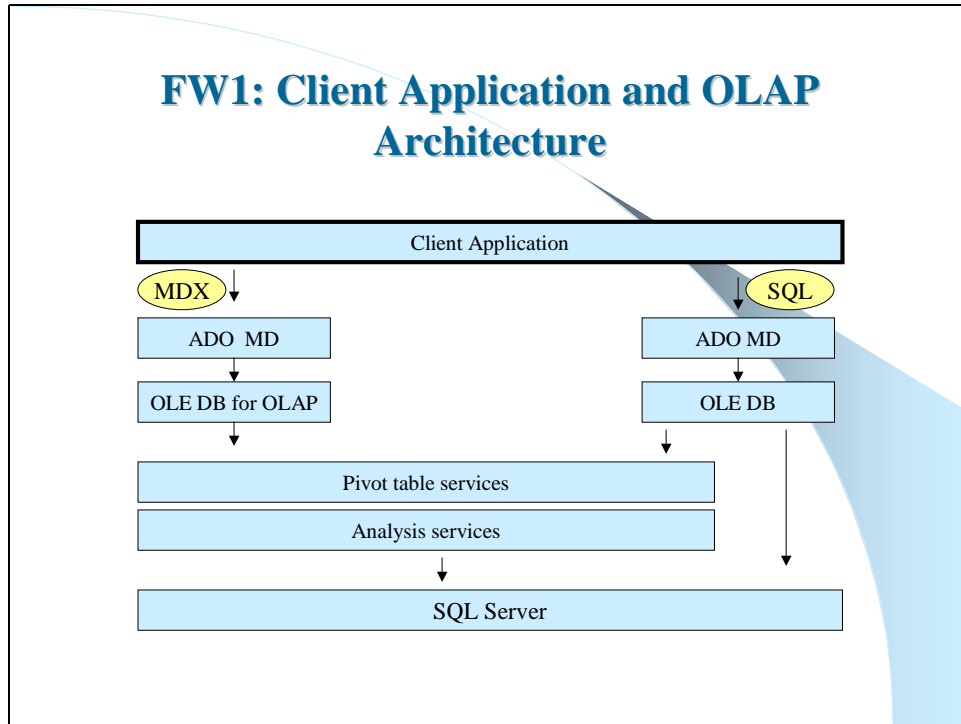 FW1: Client Application and OLAP
Architecture
Client Application
MDX
SQL
ADO MD
ADO MD
OLE DB for OLAP
OLE DB
Pivot table services
Analysis services
SQL Server